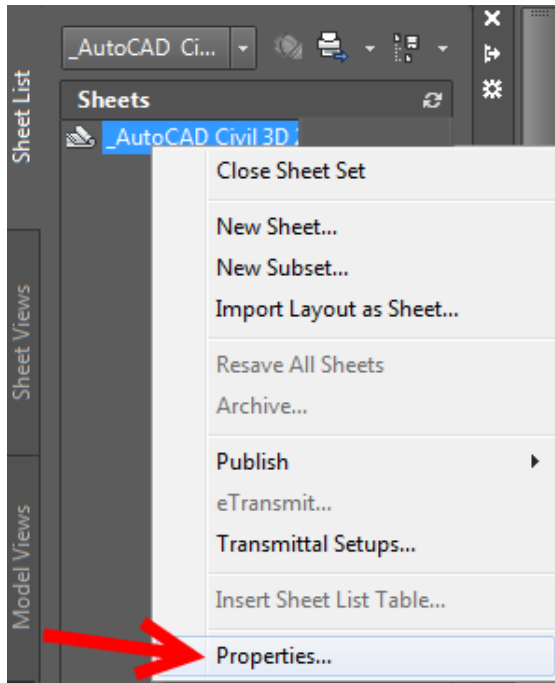 _AutoCAD Ci...
Sheets
_AutoCAD Civil 3D
Close Sheet Set
New Sheet...
New Subset...
Import Layout as Sheet...
Resave All Sheets
Archive...
Publish
eTransmit...
Transmittal Setups...
Insert Sheet List Table...
Properties...
Sheet List
Sheet Views
Model Views